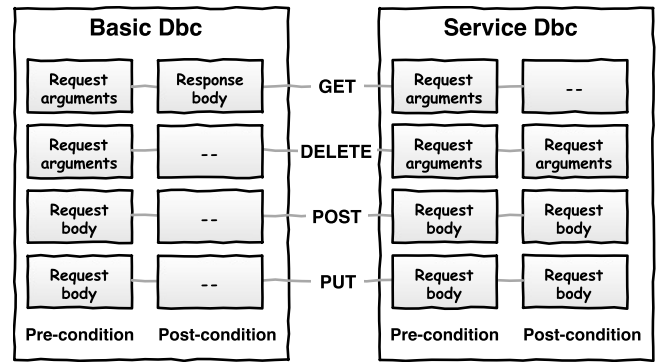 Basic Dbc
Service Dbc
Request arguments
Response body
GET
Request arguments
--
Request arguments
--
DELETE
Request arguments
Request arguments
Request body
--
POST
Request body
Request body
Request body
--
PUT
Request body
Request body
Pre-condition
Post-condition
Pre-condition
Post-condition